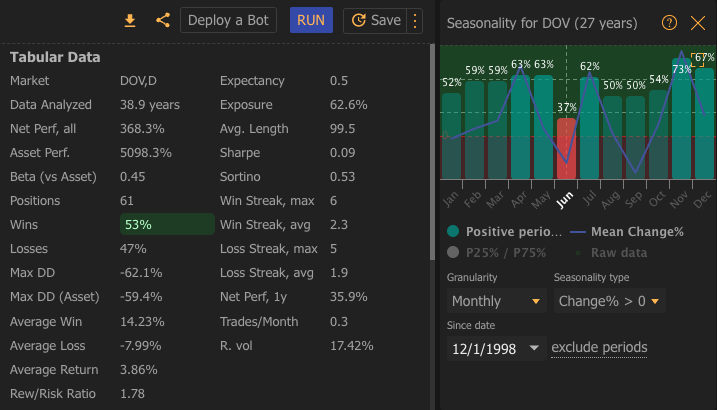 Deploy a Bot RUN Save
Tabular Data
Market DOV,D Expectancy 0.5
Data Analyzed 38.9 years Exposure 62.6%
Net Perf, all 368.3% Avg. Length 99.5
Asset Perf. 5098.3% Sharpe 0.09
Beta (vs Asset) 0.45 Sortino 0.53
Positions 61 Win Streak, max 6
Wins 53% Win Streak, avg 2.3
Losses 47% Loss Streak, max 5
Max DD -62.1% Loss Streak, avg 1.9
Max DD (Asset) -59.4% Net Perf, 1y 35.9%
Average Win 14.23% Trades/Month 0.3
Average Loss -7.99% R. vol 17.42%
Average Return 3.86%
Rew/Risk Ratio 1.78
Seasonality for DOV (27 years)
52% 59% 59% 63% 63% 37% 62% 50% 50% 54% 73% 67%
Jan Feb Mar Apr May Jun Jul Aug Sep Oct Nov Dec
Positive perio... Mean Change%
P25% / P75% Raw data
Granularity Seasonality type
Monthly Change% > 0
Since date
12/1/1998 exclude periods